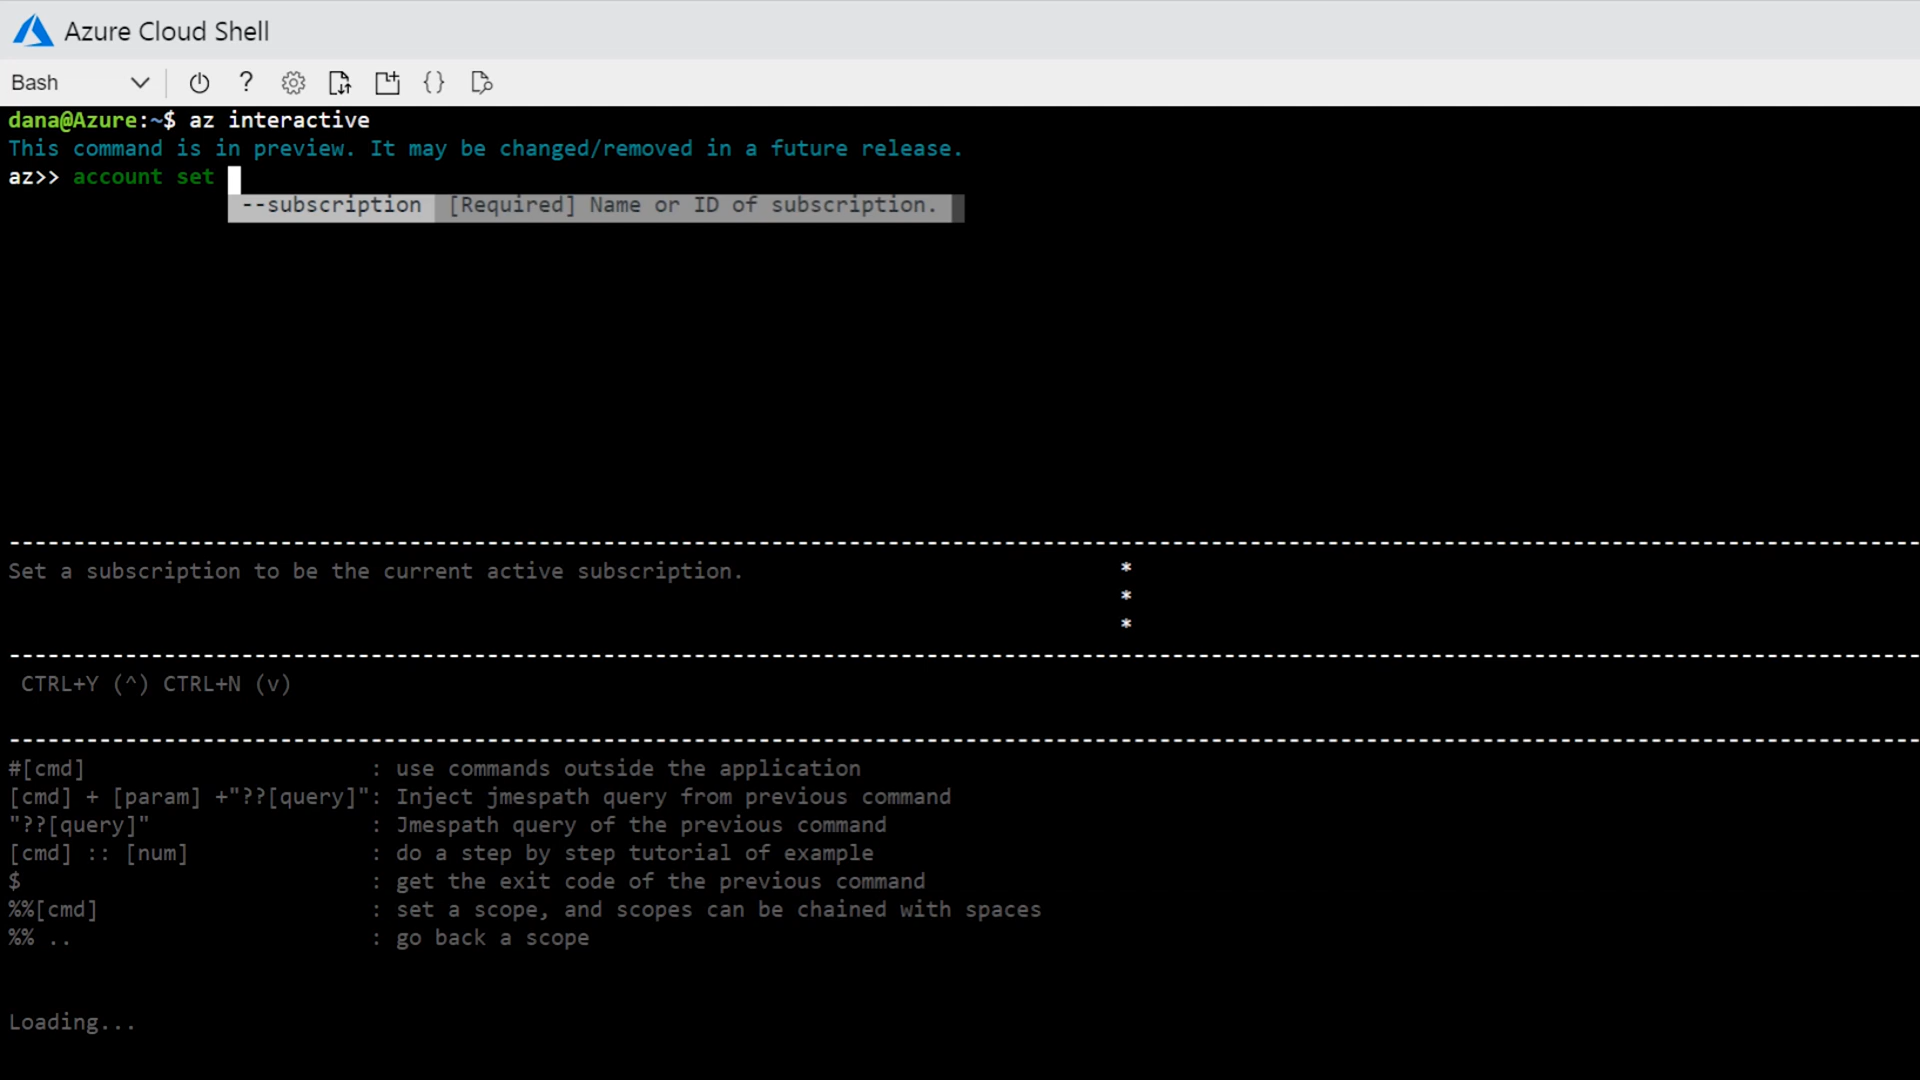 Azure Cloud Shell
Bash
dana@Azure:~$ az interactive
This command is in preview. It may be changed/removed in a future release.
az>> account set
--subscription [Required] Name or ID of subscription.
--------------------------------------------------------------------------------
Set a subscription to be the current active subscription. *
*
*
--------------------------------------------------------------------------------
CTRL+Y (^) CTRL+N (v)
--------------------------------------------------------------------------------
#[cmd] : use commands outside the application
[cmd] + [param] +"??[query]": Inject jmespath query from previous command
"??[query]" : Jmespath query of the previous command
[cmd] :: [num] : do a step by step tutorial of example
$ : get the exit code of the previous command
%%[cmd] : set a scope, and scopes can be chained with spaces
%% .. : go back a scope
Loading...